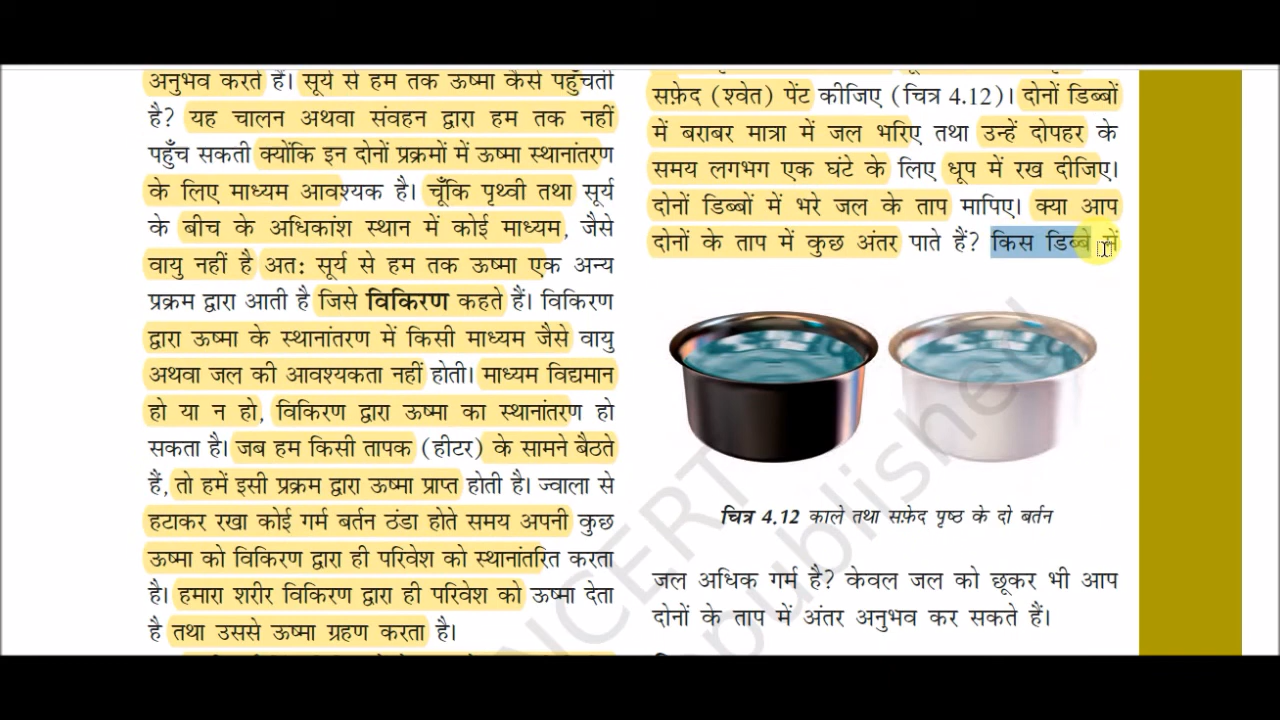 अनुभव करते हैं। सूर्य से हम तक ऊष्मा कैसे पहुँचती
है? यह चालन अथवा संवहन द्वारा हम तक नहीं
पहुँच सकती क्योंकि इन दोनों प्रक्रमों में ऊष्मा स्थानांतरण
के लिए माध्यम आवश्यक है। चूँकि पृथ्वी तथा सूर्य
के बीच के अधिकांश स्थान में कोई माध्यम, जैसे
वायु नहीं है अत: सूर्य से हम तक ऊष्मा एक अन्य
प्रक्रम द्वारा आती है जिसे विकिरण कहते हैं। विकिरण
द्वारा ऊष्मा के स्थानांतरण में किसी माध्यम जैसे वायु
अथवा जल की आवश्यकता नहीं होती। माध्यम विद्यमान
हो या न हो, विकिरण द्वारा ऊष्मा का स्थानांतरण हो
सकता है। जब हम किसी तापक (हीटर) के सामने बैठते
हैं, तो हमें इसी प्रक्रम द्वारा ऊष्मा प्राप्त होती है। ज्वाला से
हटाकर रखा कोई गर्म बर्तन ठंडा होते समय अपनी कुछ
ऊष्मा को विकिरण द्वारा ही परिवेश को स्थानांतरित करता
है। हमारा शरीर विकिरण द्वारा ही परिवेश को ऊष्मा देता
है तथा उससे ऊष्मा ग्रहण करता है।
सफ़ेद (श्वेत) पेंट कीजिए (चित्र 4.12)। दोनों डिब्बों
में बराबर मात्रा में जल भरिए तथा उन्हें दोपहर के
समय लगभग एक घंटे के लिए धूप में रख दीजिए।
दोनों डिब्बों में भरे जल के ताप मापिए। क्या आप
दोनों के ताप में कुछ अंतर पाते हैं? किस डिब्बे में
चित्र 4.12 काले तथा सफ़ेद पृष्ठ के दो बर्तन
जल अधिक गर्म है? केवल जल को छूकर भी आप
दोनों के ताप में अंतर अनुभव कर सकते हैं।
NCERT
publishe